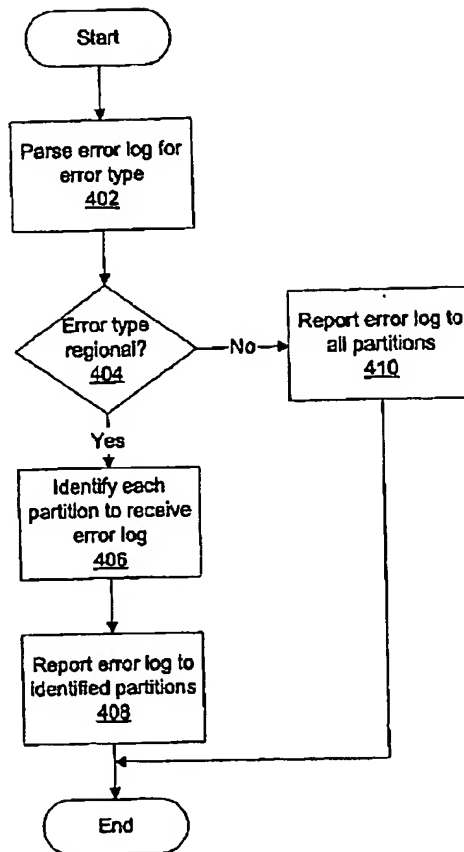 Start
Parse error log for
error type
402
Error type
regional?
404
No
Report error log to
all partitions
410
Yes
Identify each
partition to receive
error log
406
Report error log to
identified partitions
408
End